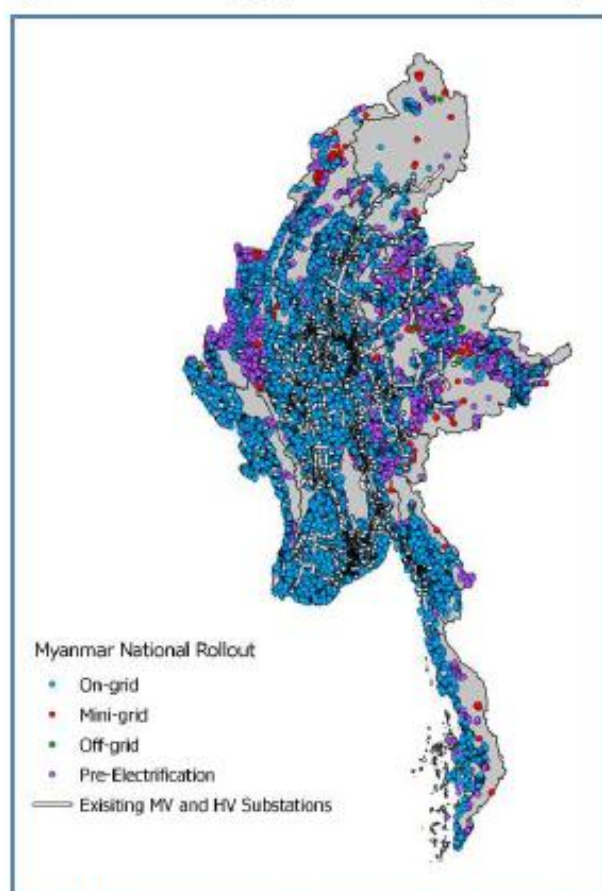 Myanmar National Rollout
On-grid
Mini-grid
Off-grid
Pre-Electrification
Exisiting MV and HV Substations